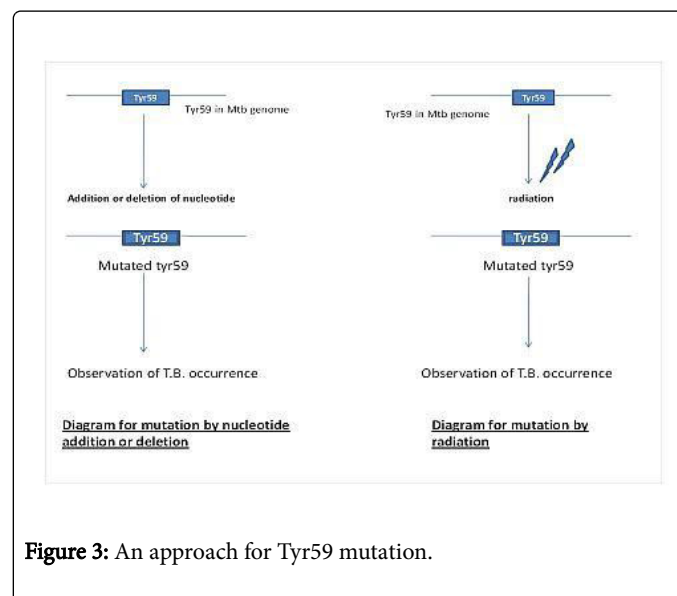 Tyr59
Tyr59 in Mtb genome
Addition or deletion of nucleotide
Tyr59
Mutated tyr59
Observation of T.B. occurrence
Diagram for mutation by nucleotide
addition or deletion
Tyr59
Tyr59 in Mtb genome
radiation
Tyr59
Mutated tyr59
Observation of T.B. occurrence
Diagram for mutation by
radiation
Figure 3: An approach for Tyr59 mutation.